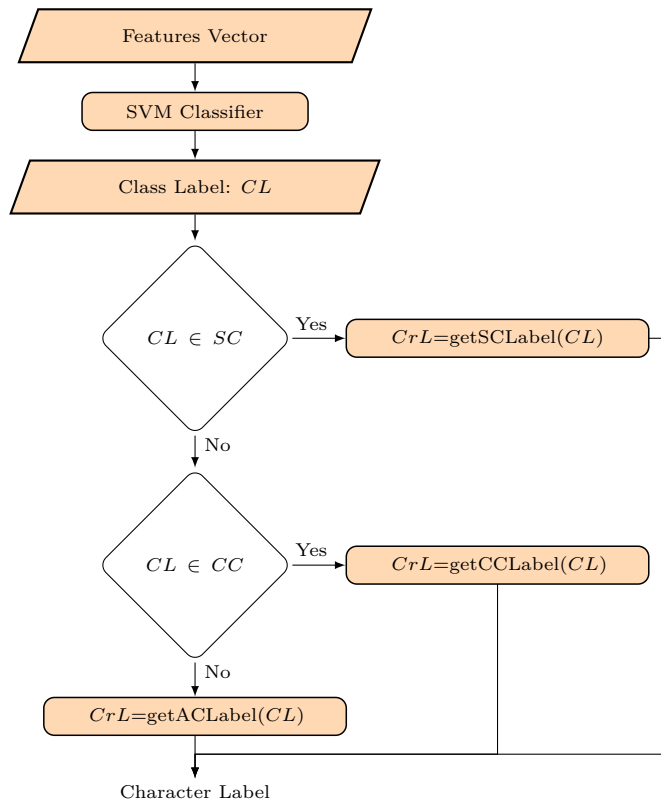 Features Vector
SVM Classifier
Class Label: CL
CL ∈ SC
Yes
CrL=getSCLabel(CL)
No
CL ∈ CC
Yes
CrL=getCCLabel(CL)
No
CrL=getACLabel(CL)
Character Label